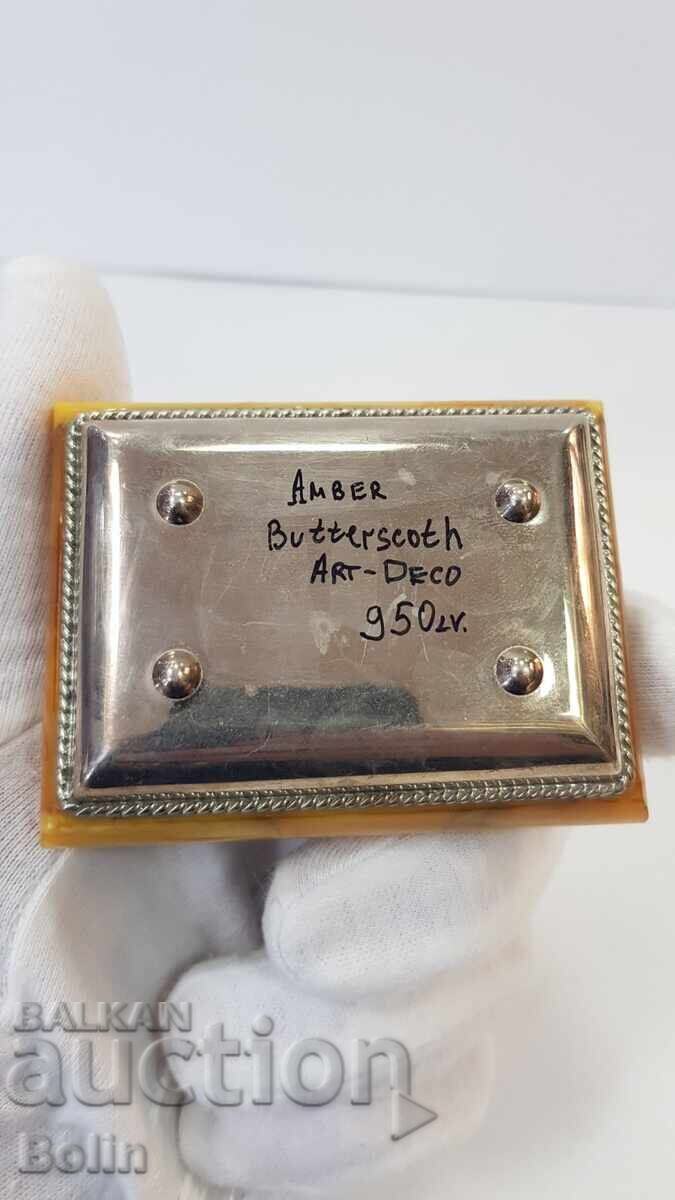 AMBER
Butterscoth
ART-DECO
950LV.
BALKAN
auction
Bolin